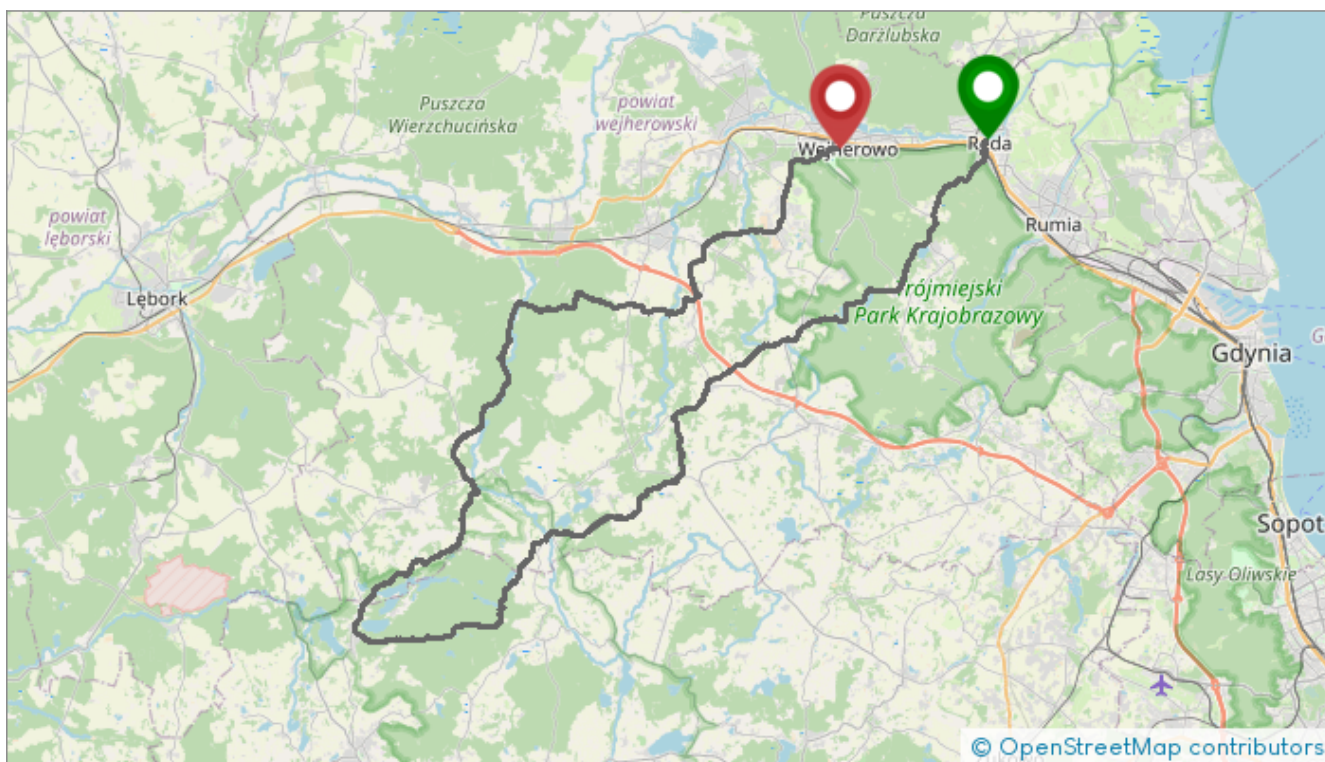 Puszcza
Darżlubska
Puszcza
Wierzchucińska
powiat
wejherowski
Wejherowo
Reda
Rumia
powiat
lęborski
Lębork
Trójmiejski
Park Krajobrazowy
Gdynia
Sopot
Lasy Oliwskie
© OpenStreetMap contributors